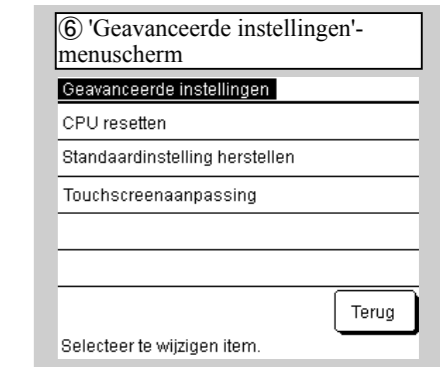 ⑥ 'Geavanceerde instellingen'-
menuscherm
Geavanceerde instellingen
CPU resetten
Standaardinstelling herstellen
Touchscreenaanpassing
Terug
Selecteer te wijzigen item.